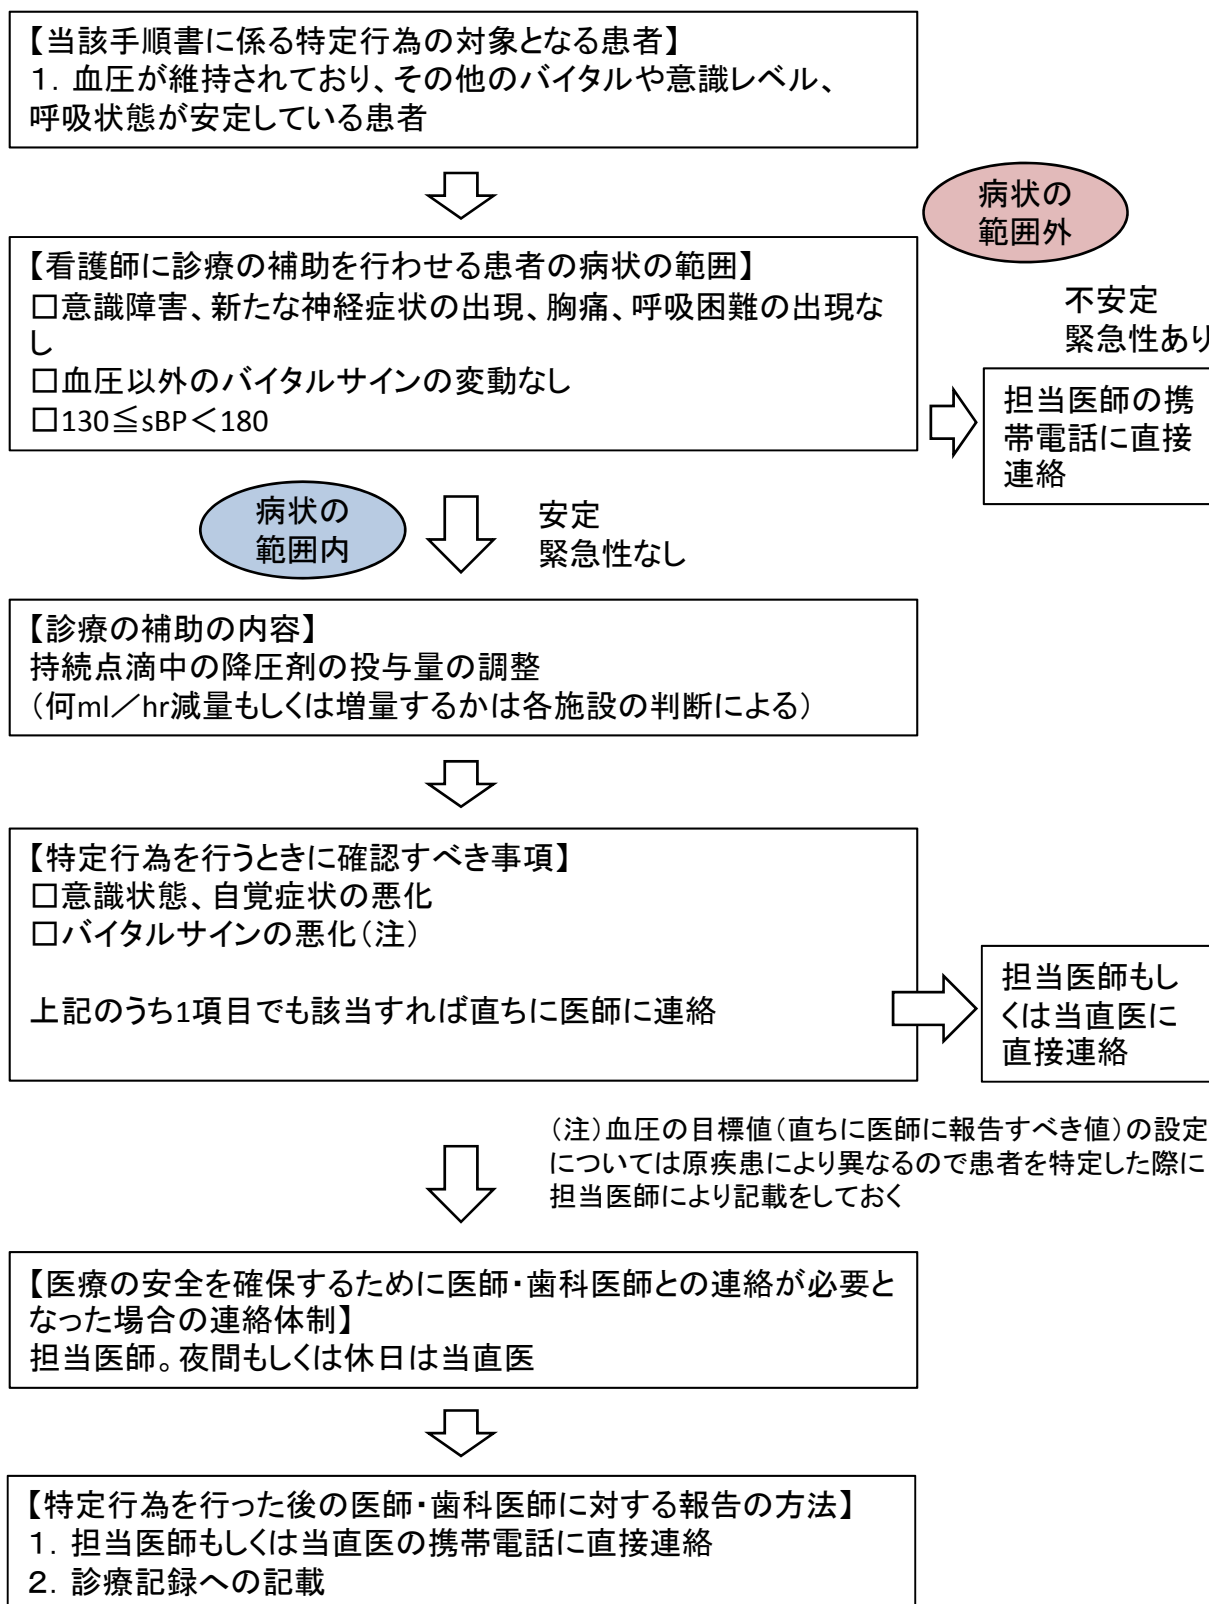 【当該手順書に係る特定行為の対象となる患者】
１．血圧が維持されており、その他のバイタルや意識レベル、
呼吸状態が安定している患者
病状の
範囲外
【看護師に診療の補助を行わせる患者の病状の範囲】
□意識障害、新たな神経症状の出現、胸痛、呼吸困難の出現な
し
□血圧以外のバイタルサインの変動なし
□130≦sBP＜180
不安定
緊急性あり
担当医師の携
帯電話に直接
連絡
病状の
範囲内
安定
緊急性なし
【診療の補助の内容】
持続点滴中の降圧剤の投与量の調整
（何ml／hr減量もしくは増量するかは各施設の判断による）
【特定行為を行うときに確認すべき事項】
□意識状態、自覚症状の悪化
□バイタルサインの悪化（注）
上記のうち1項目でも該当すれば直ちに医師に連絡
担当医師もし
くは当直医に
直接連絡
（注）血圧の目標値（直ちに医師に報告すべき値）の設定
については原疾患により異なるので患者を特定した際に
担当医師により記載をしておく
【医療の安全を確保するために医師・歯科医師との連絡が必要と
なった場合の連絡体制】
担当医師。夜間もしくは休日は当直医
【特定行為を行った後の医師・歯科医師に対する報告の方法】
１．担当医師もしくは当直医の携帯電話に直接連絡
２．診療記録への記載